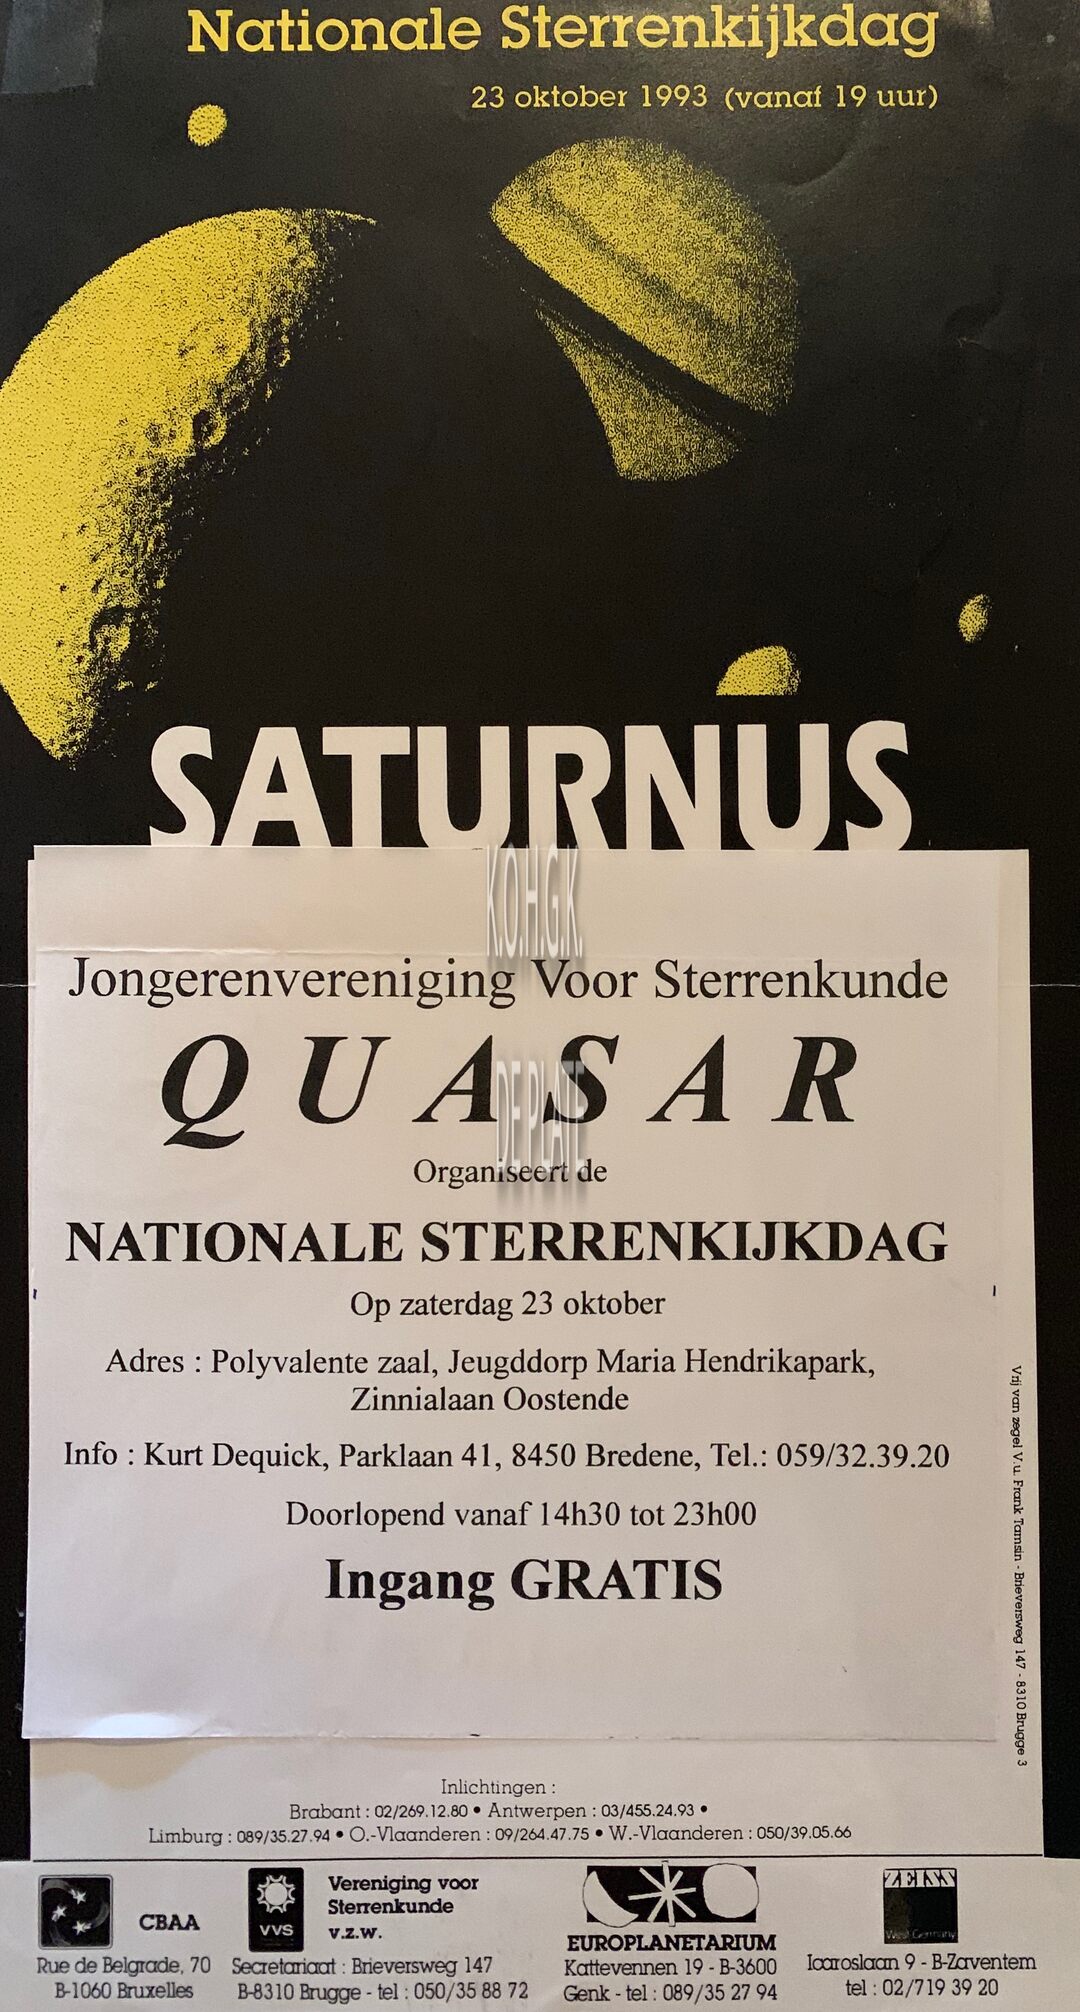 Nationale Sterrenkijkdag
23 oktober 1993 (vanaf 19 uur)
SATURNUS
K.O.H.G.K.
Jongerenvereniging Voor Sterrenkunde
QUASAR
DE PLATE
Organiseert de
NATIONALE STERRENKIJKDAG
Op zaterdag 23 oktober
Adres : Polyvalente zaal, Jeugddorp Maria Hendrikapark,
Zinnialaan Oostende
Info : Kurt Dequick, Parklaan 41, 8450 Bredene, Tel.: 059/32.39.20
Doorlopend vanaf 14h30 tot 23h00
Ingang GRATIS
Vrij van zegel V.u. Frank Tamsin - Brieversweg 147 - 8310 Brugge 3
Inlichtingen :
Brabant : 02/269.12.80 • Antwerpen : 03/455.24.93 •
Limburg : 089/35.27.94 • O.-Vlaanderen : 09/264.47.75 • W.-Vlaanderen : 050/39.05.66
CBAA
Rue de Belgrade, 70
B-1060 Bruxelles
VVS
Vereniging voor
Sterrenkunde
v.z.w.
Secretariaat : Brieversweg 147
B-8310 Brugge - tel : 050/35 88 72
EUROPLANETARIUM
Kattevennen 19 - B-3600
Genk - tel : 089/35 27 94
ZEISS
West Germany
Icaroslaan 9 - B-Zaventem
tel : 02/719 39 20